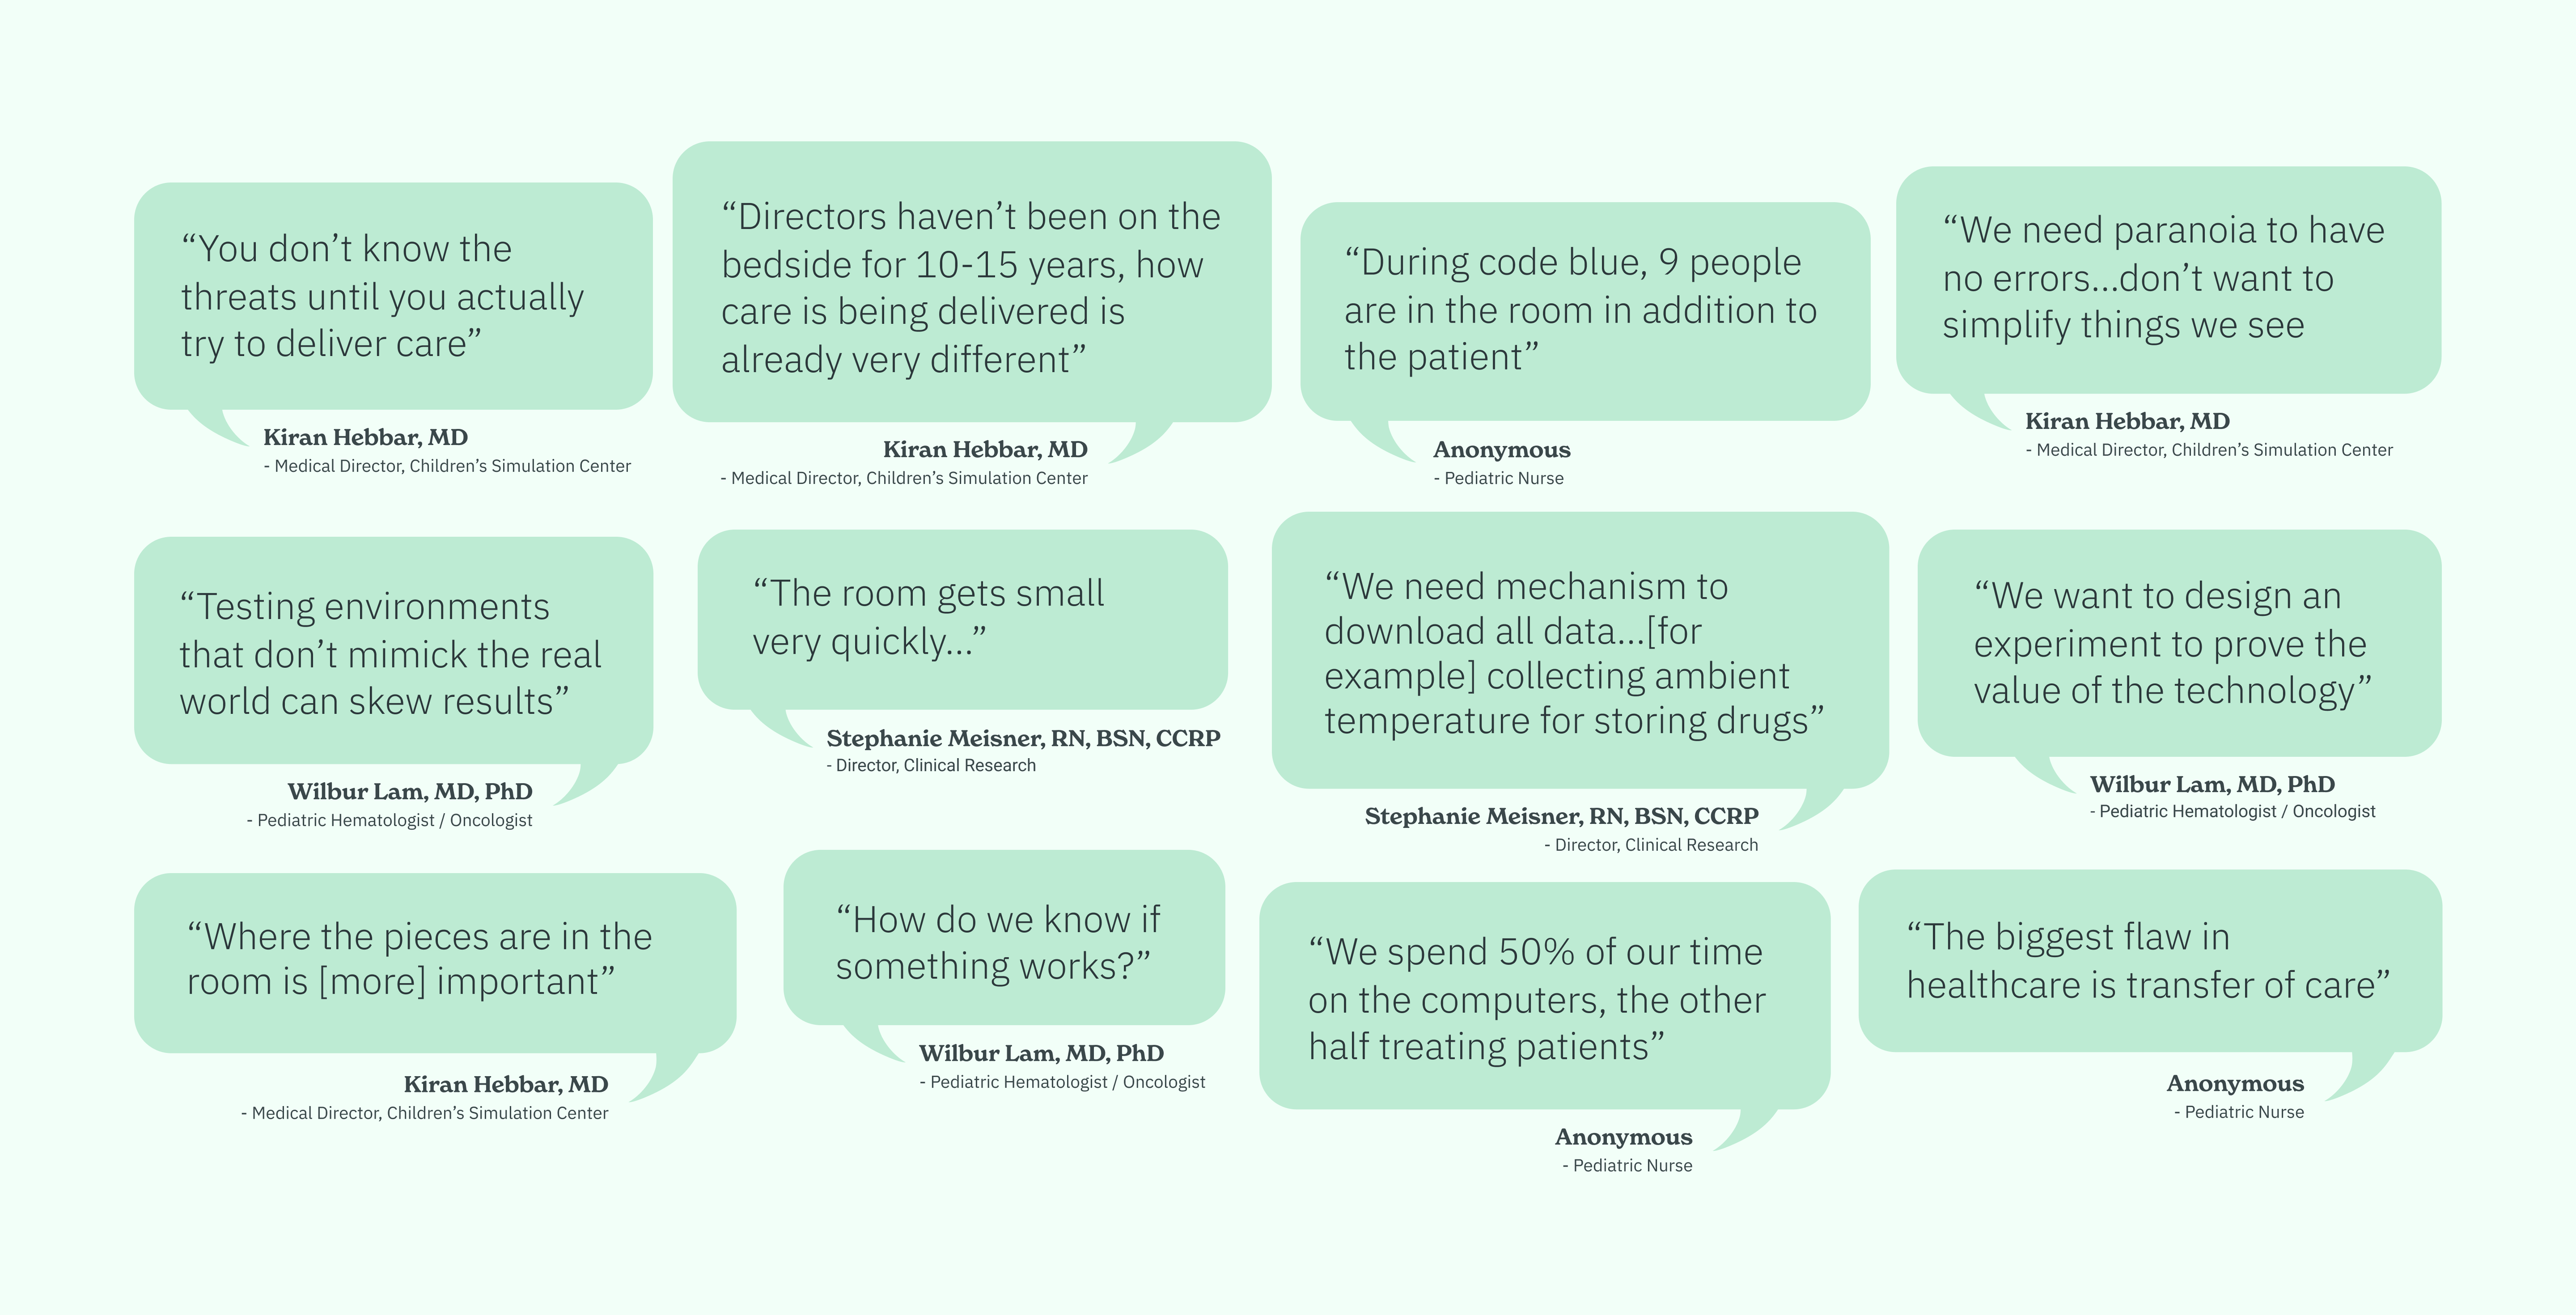 “You don’t know the
threats until you actually
try to deliver care”
Kiran Hebbar, MD
- Medical Director, Children’s Simulation Center
“Directors haven’t been on the
bedside for 10-15 years, how
care is being delivered is
already very different”
Kiran Hebbar, MD
- Medical Director, Children’s Simulation Center
“During code blue, 9 people
are in the room in addition to
the patient”
Anonymous
- Pediatric Nurse
“We need paranoia to have
no errors...don’t want to
simplify things we see
Kiran Hebbar, MD
- Medical Director, Children’s Simulation Center
“Testing environments
that don’t mimick the real
world can skew results”
Wilbur Lam, MD, PhD
- Pediatric Hematologist / Oncologist
“The room gets small
very quickly...”
Stephanie Meisner, RN, BSN, CCRP
- Director, Clinical Research
“We need mechanism to
download all data...[for
example] collecting ambient
temperature for storing drugs”
Stephanie Meisner, RN, BSN, CCRP
- Director, Clinical Research
“We want to design an
experiment to prove the
value of the technology”
Wilbur Lam, MD, PhD
- Pediatric Hematologist / Oncologist
“Where the pieces are in the
room is [more] important”
Kiran Hebbar, MD
- Medical Director, Children’s Simulation Center
“How do we know if
something works?”
Wilbur Lam, MD, PhD
- Pediatric Hematologist / Oncologist
“We spend 50% of our time
on the computers, the other
half treating patients”
Anonymous
- Pediatric Nurse
“The biggest flaw in
healthcare is transfer of care”
Anonymous
- Pediatric Nurse